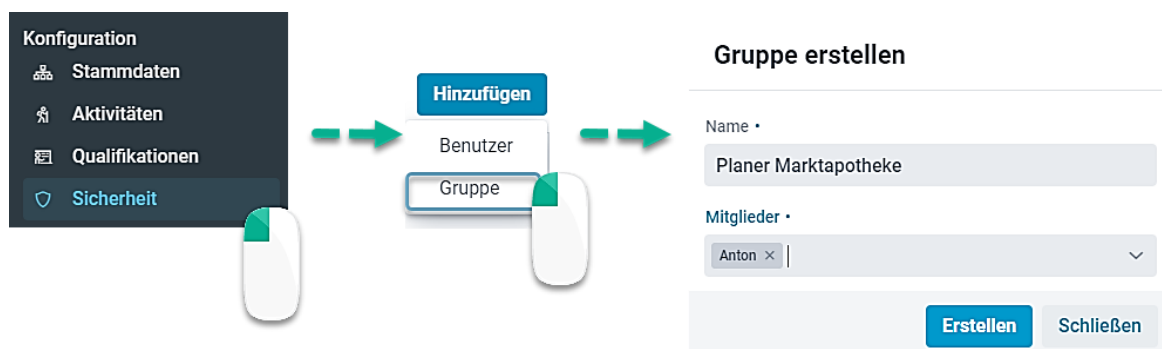 Konfiguration
Stammdaten
Aktivitäten
Qualifikationen
Sicherheit
Hinzufügen
Benutzer
Gruppe
Gruppe erstellen
Name •
Planer Marktapotheke
Mitglieder •
Anton ×
Erstellen Schließen